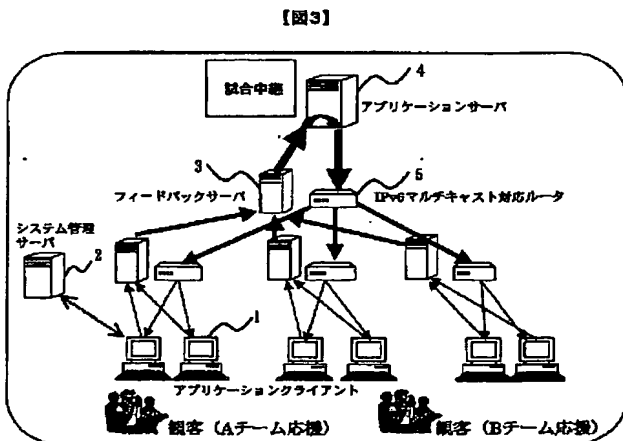 【図3】
試合中継
4
アプリケーションサーバ
3
フィードバックサーバ
5
IPv6マルチキャスト対応ルータ
システム管理
サーバ
2
1
アプリケーションクライアント
観客(Aチーム応援)
観客(Bチーム応援)